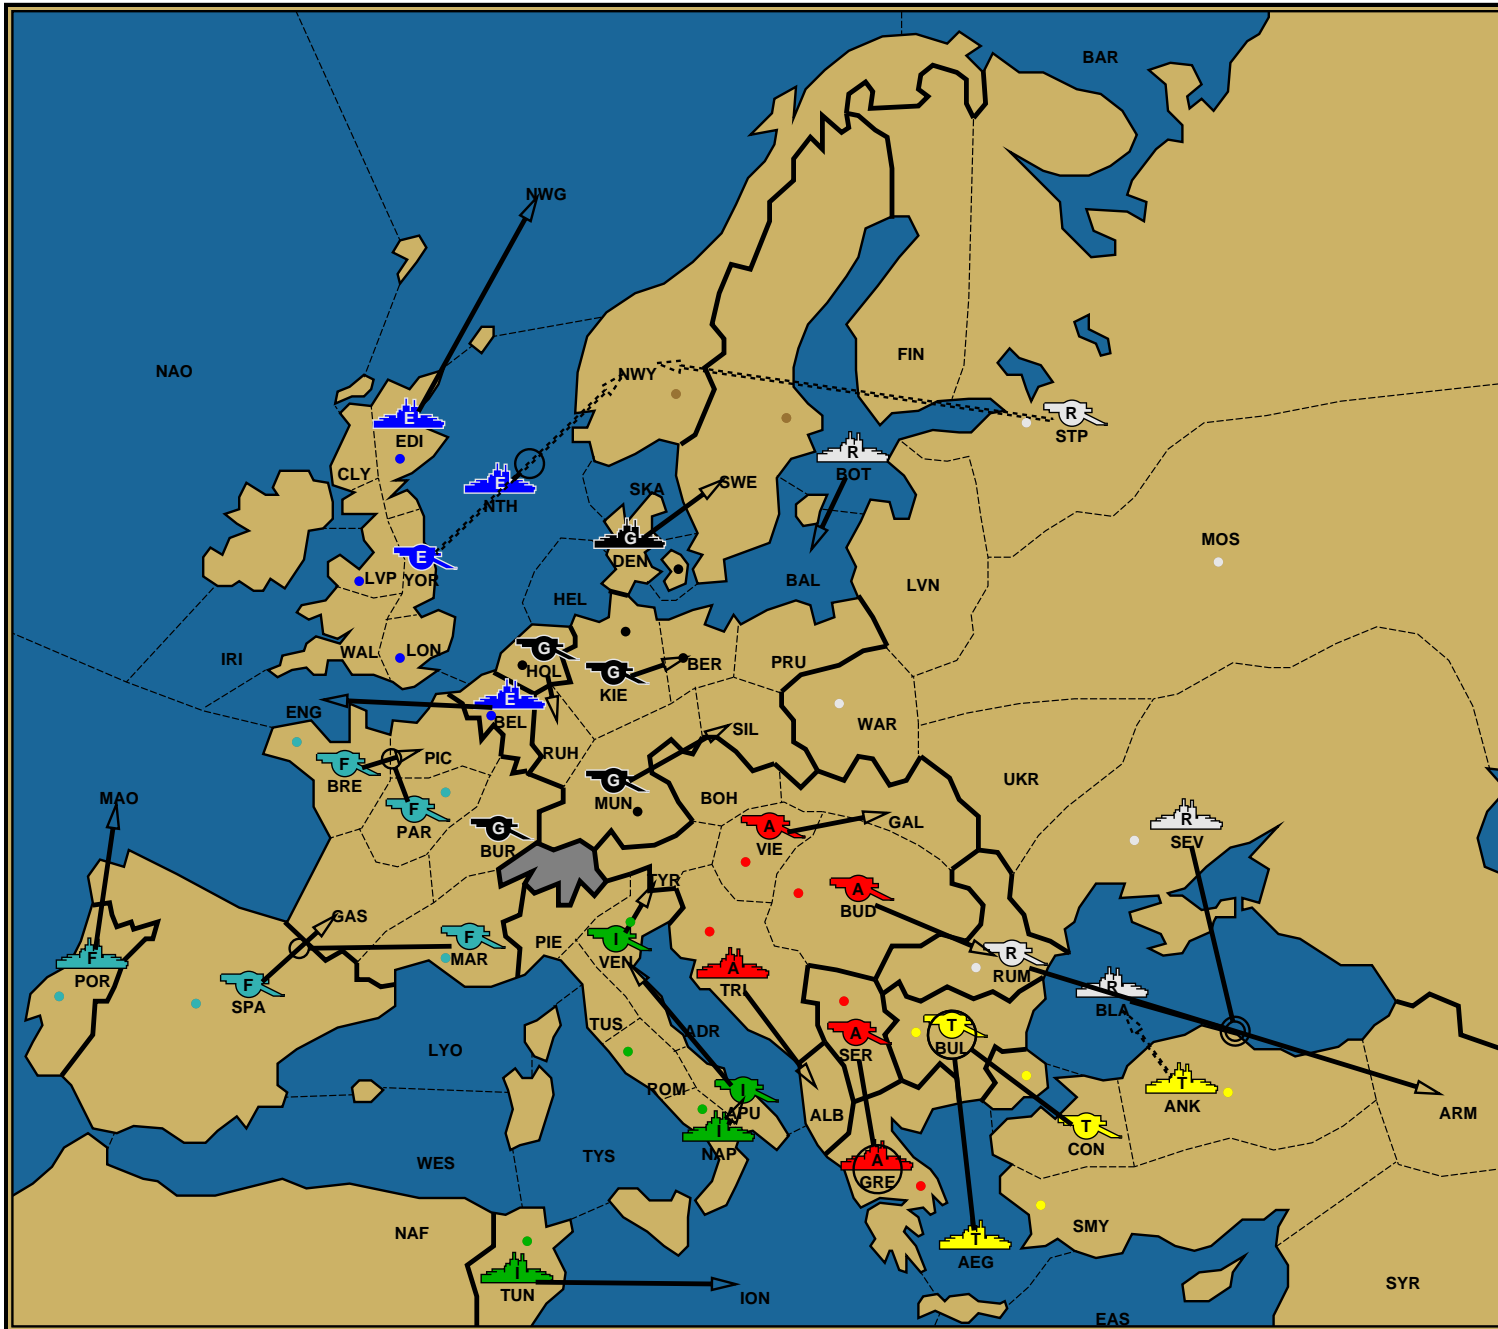 BAR
NWG
NAO
FIN
NWY
E
EDI
R
STP
R
BOT
CLY
SKA
SWE
E
NTH
G
DEN
MOS
E
YOR
LVP
BAL
LVN
HEL
IRI
WAL
LON
G
HOL
G
KIE
BER
PRU
ENG
E
BEL
WAR
SIL
RUH
PIC
F
BRE
UKR
G
MUN
BOH
MAO
F
PAR
G
BUR
A
VIE
GAL
R
SEV
TYR
A
BUD
GAS
F
MAR
PIE
I
VEN
R
RUM
F
POR
F
SPA
A
TRI
R
BLA
TUS
ADR
A
SER
T
BUL
LYO
ROM
I
APU
T
ANK
ALB
ARM
I
NAP
T
CON
WES
TYS
A
GRE
NAF
SMY
T
AEG
I
TUN
ION
SYR
EAS